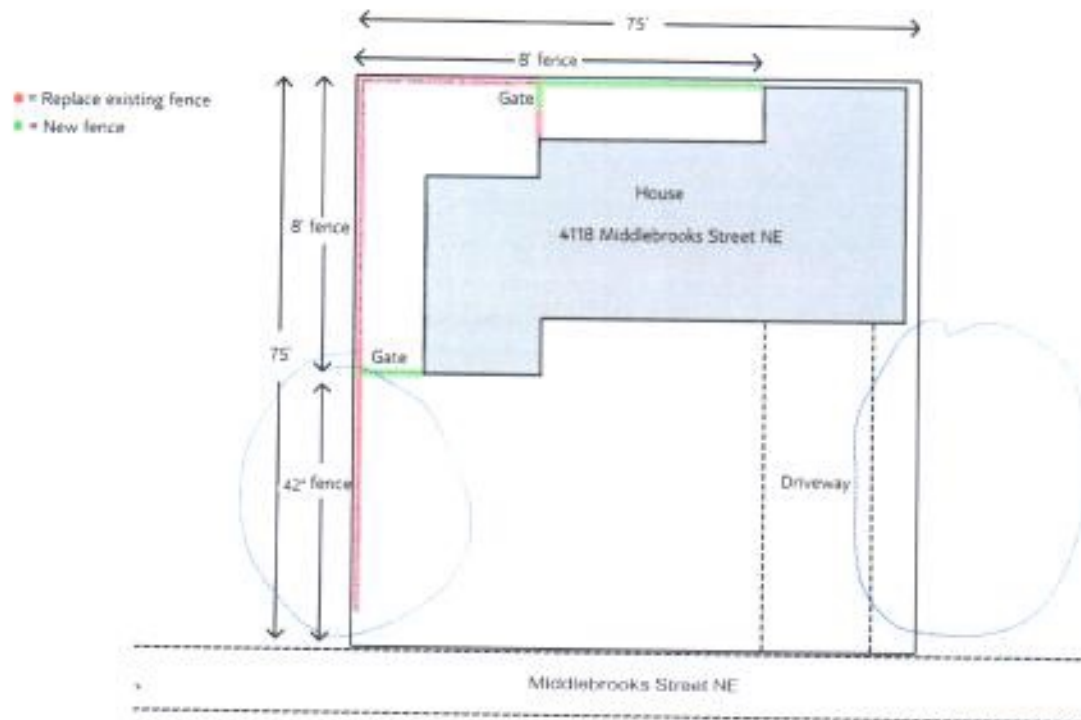 75'
8' fence
= Replace existing fence
= New fence
Gate
House
4118 Middlebrooks Street NE
8' fence
75'
Gate
42" fence
Driveway
Middlebrooks Street NE